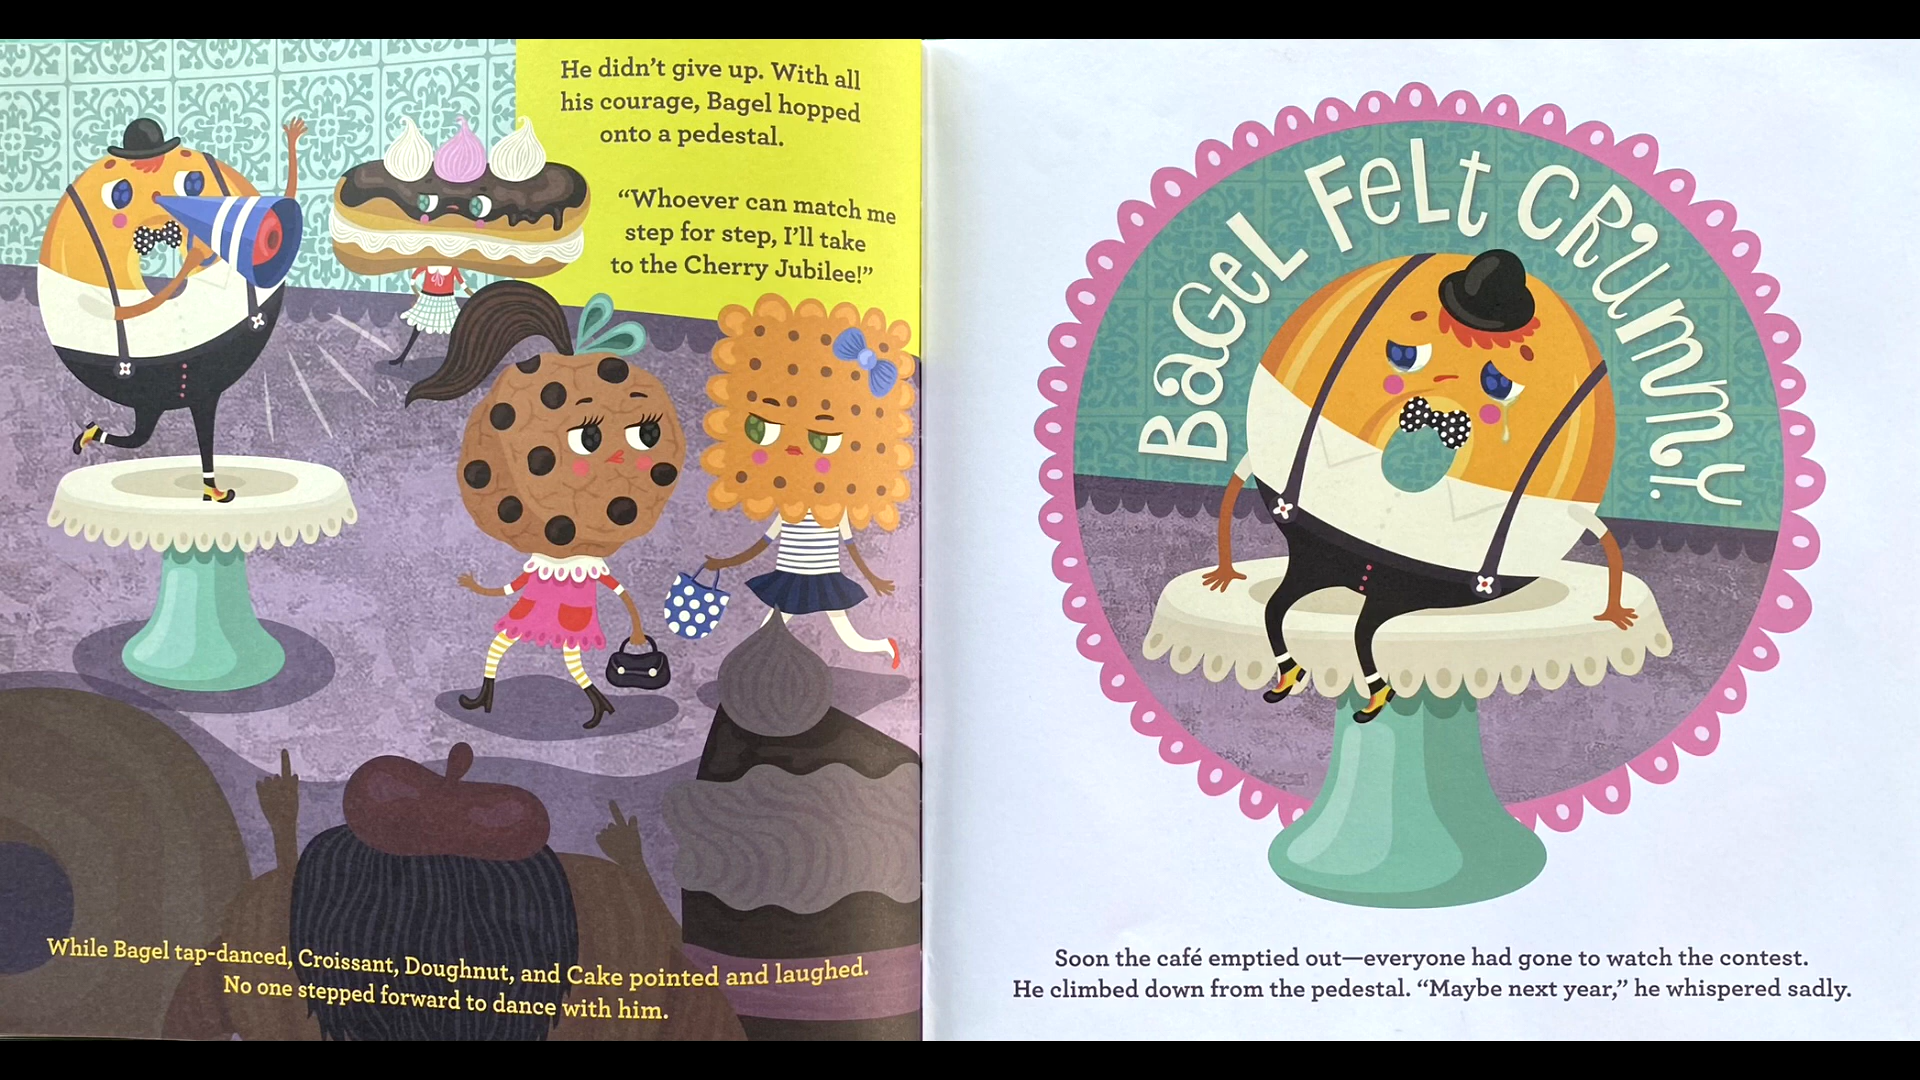 He didn't give up. With all
his courage, Bagel hopped
onto a pedestal.
“Whoever can match me
step for step, I'll take
to the Cherry Jubilee!”
While Bagel tap-danced, Croissant, Doughnut, and Cake pointed and laughed.
No one stepped forward to dance with him.
BaGeL FeLt CRummy.
Soon the café emptied out—everyone had gone to watch the contest.
He climbed down from the pedestal. “Maybe next year,” he whispered sadly.